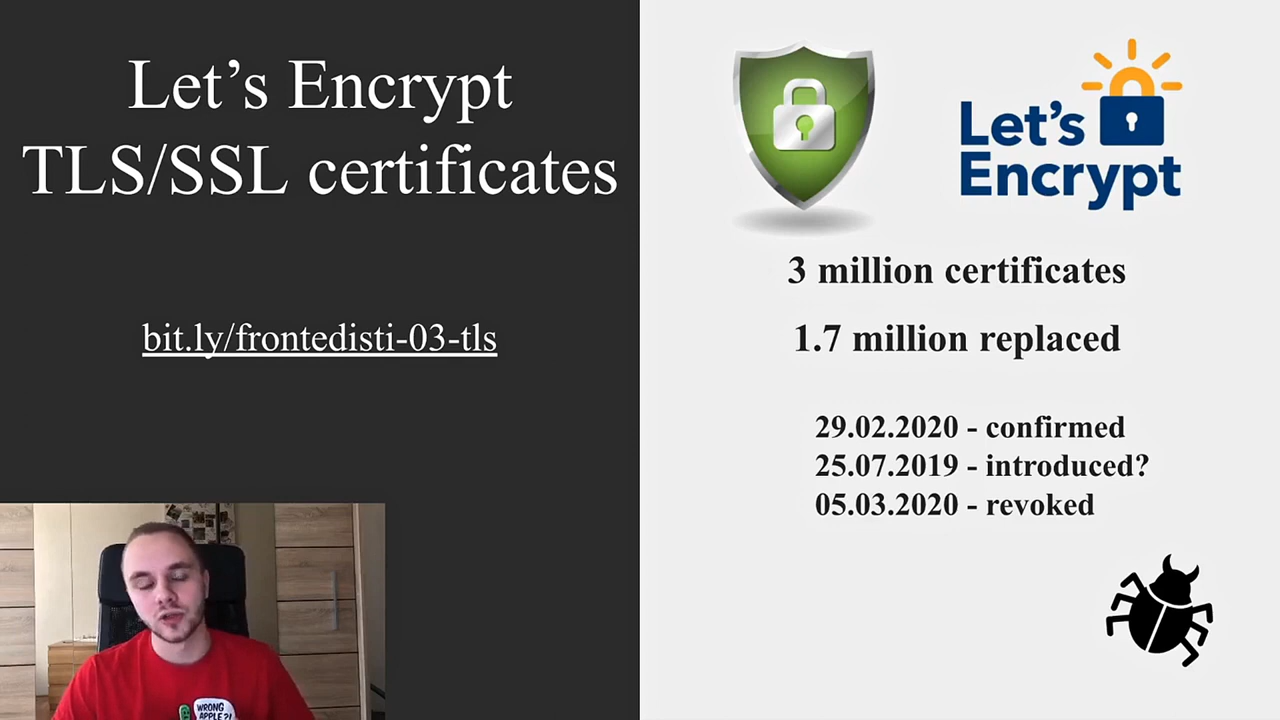 Let’s Encrypt
TLS/SSL certificates
bit.ly/frontedisti-03-tls
Let's
Encrypt
3 million certificates
1.7 million replaced
29.02.2020 - confirmed
25.07.2019 - introduced?
05.03.2020 - revoked
WRONG
APPLE?!